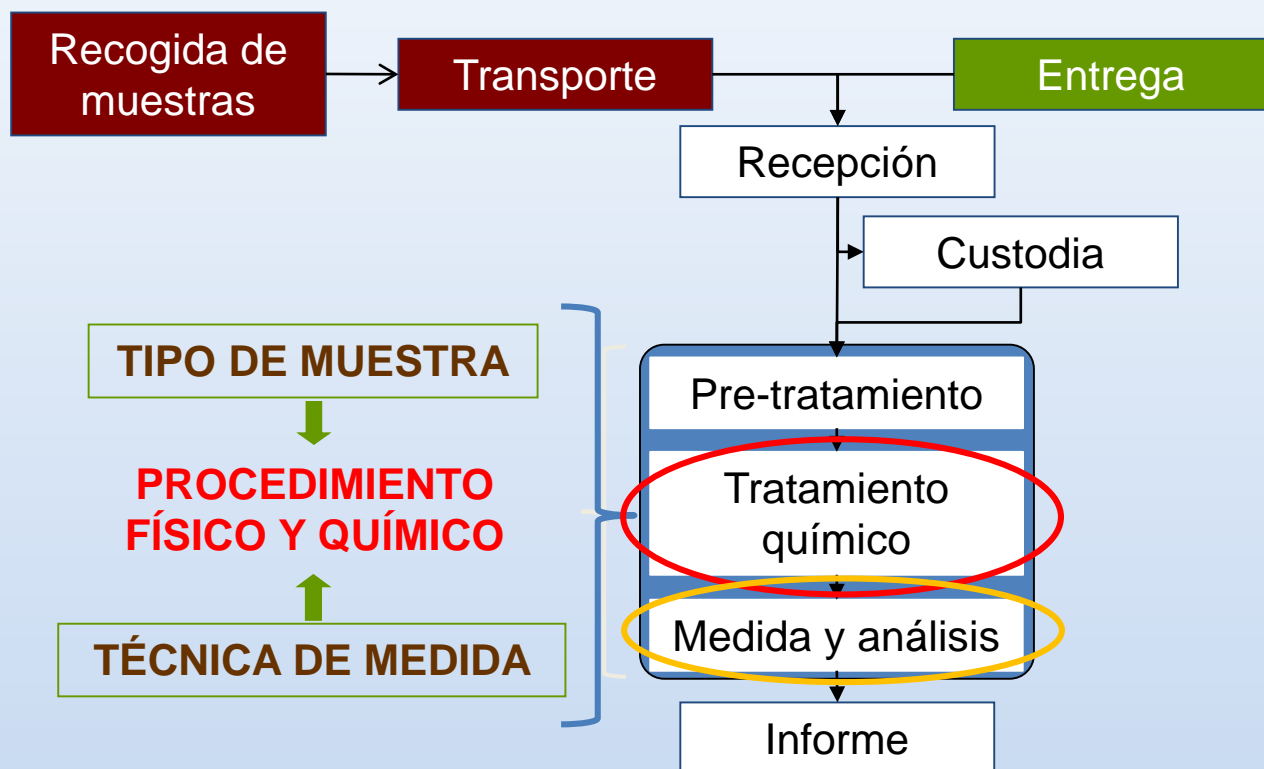 Recogida de
muestras
Transporte
Entrega
Recepción
Custodia
TIPO DE MUESTRA
Pre-tratamiento
PROCEDIMIENTO
FÍSICO Y QUÍMICO
Tratamiento
químico
TÉCNICA DE MEDIDA
Medida y análisis
Informe